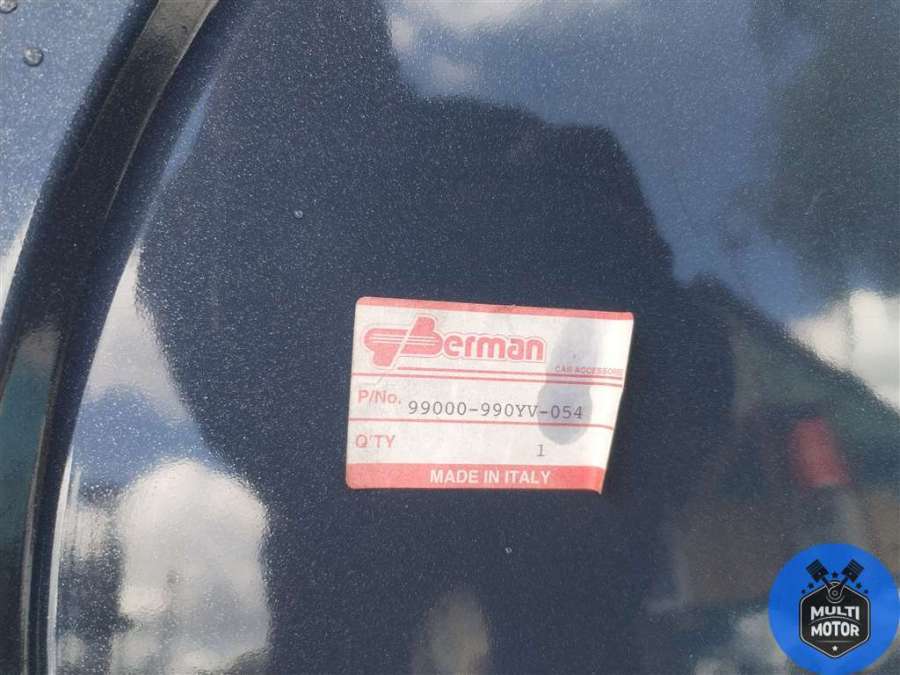 Berman
CAR ACCESSORIES
P/No. 99000-990YV-054
Q'TY 1
MADE IN ITALY
MULTI
MOTOR